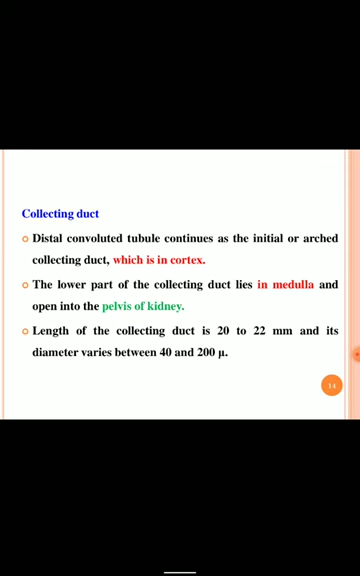 Collecting duct
Distal convoluted tubule continues as the initial or arched
collecting duct, which is in cortex.
The lower part of the collecting duct lies in medulla and
open into the pelvis of kidney.
Length of the collecting duct is 20 to 22 mm and its
diameter varies between 40 and 200 µ.
14